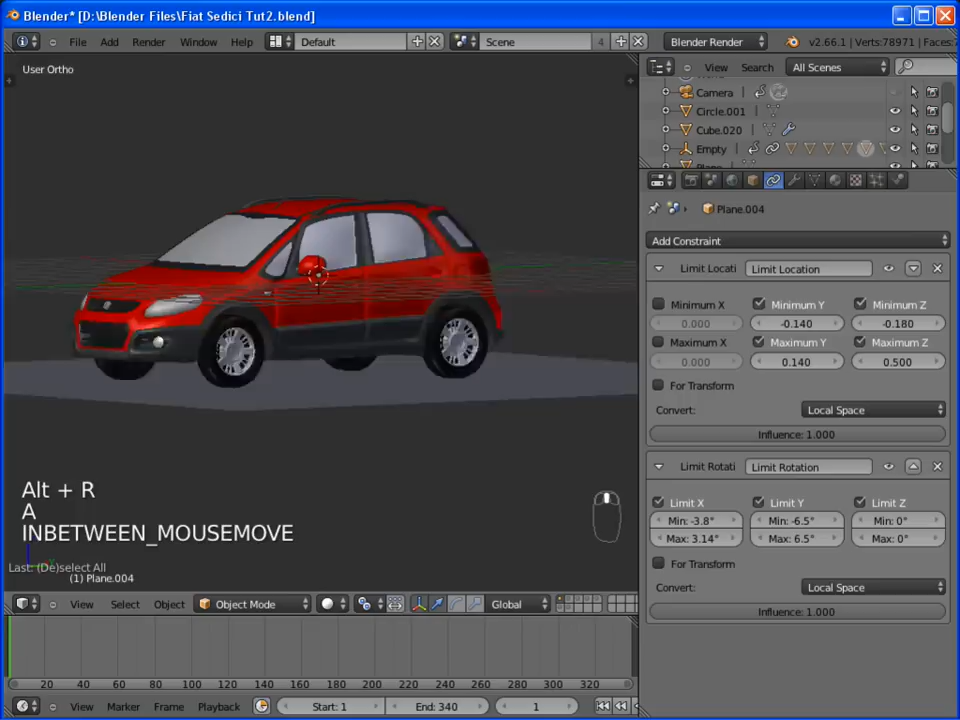 Blender* [D:\Blender Files\Fiat Sedici Tut2.blend]
File Add Render Window Help Default Scene 4 Blender Render v2.66.1 | Verts:78971 | Faces:7
User Ortho
View Search All Scenes
Camera
Circle.001
Cube.020
Empty
Plane.004
Add Constraint
Limit Locati Limit Location
Minimum X Minimum Y Minimum Z
0.000 -0.140 -0.180
Maximum X Maximum Y Maximum Z
0.000 0.140 0.500
For Transform
Convert: Local Space
Influence: 1.000
Limit Rotati Limit Rotation
Limit X Limit Y Limit Z
Min: -3.8° Min: -6.5° Min: 0°
Max: 3.14° Max: 6.5° Max: 0°
For Transform
Convert: Local Space
Influence: 1.000
Alt + R
A
INBETWEEN_MOUSEMOVE
Last: (De)select All
(1) Plane.004
View Select Object Object Mode Global
20 40 60 80 100 120 140 160 180 200 220 240 260 280 300 320
View Marker Frame Playback Start: 1 End: 340 1